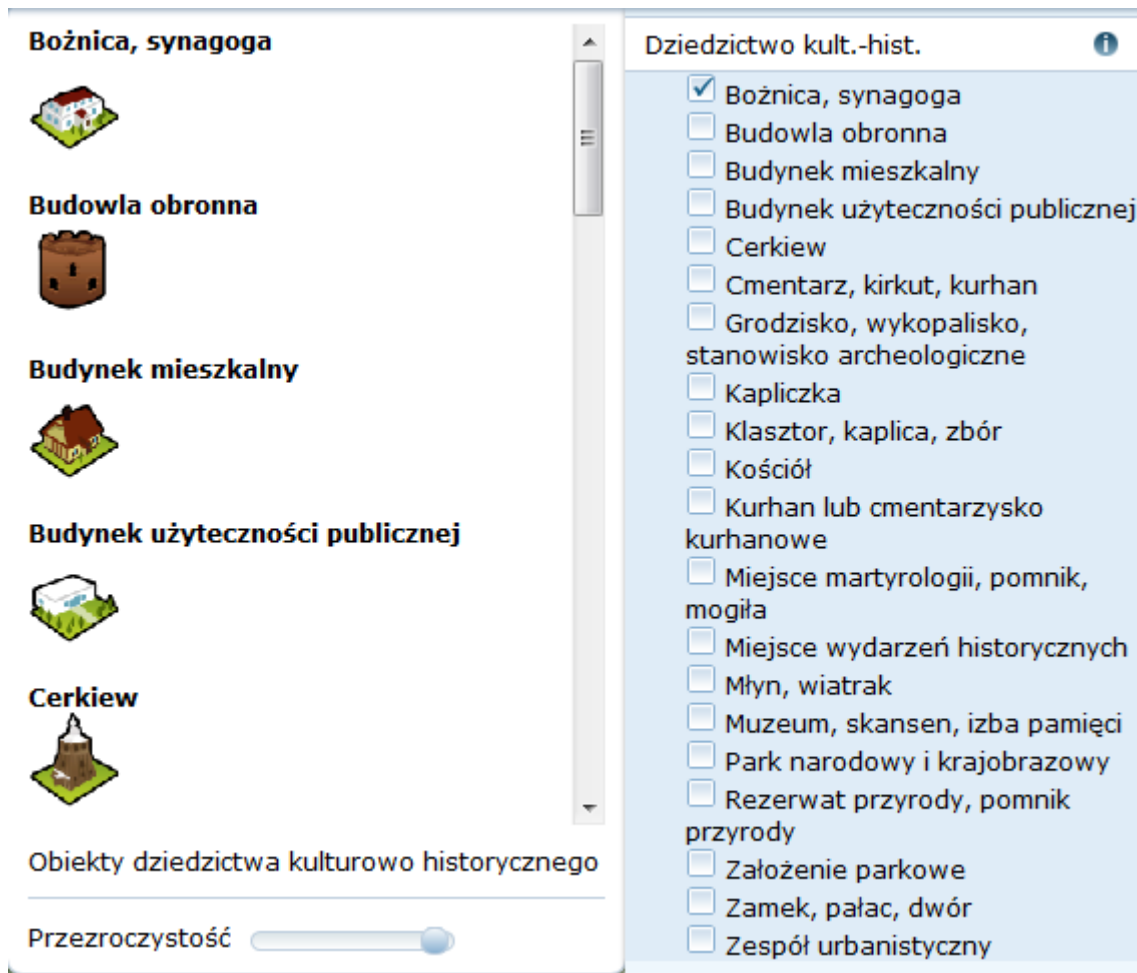 Bożnica, synagoga
Budowla obronna
Budynek mieszkalny
Budynek użyteczności publicznej
Cerkiew
Obiekty dziedzictwa kulturowo historycznego
Przezroczystość
Dziedzictwo kult.-hist.
Bożnica, synagoga
Budowla obronna
Budynek mieszkalny
Budynek użyteczności publicznej
Cerkiew
Cmentarz, kirkut, kurhan
Grodzisko, wykopalisko,
stanowisko archeologiczne
Kapliczka
Klasztor, kaplica, zbór
Kościół
Kurhan lub cmentarzysko
kurhanowe
Miejsce martyrologii, pomnik,
mogiła
Miejsce wydarzeń historycznych
Młyn, wiatrak
Muzeum, skansen, izba pamięci
Park narodowy i krajobrazowy
Rezerwat przyrody, pomnik
przyrody
Założenie parkowe
Zamek, pałac, dwór
Zespół urbanistyczny